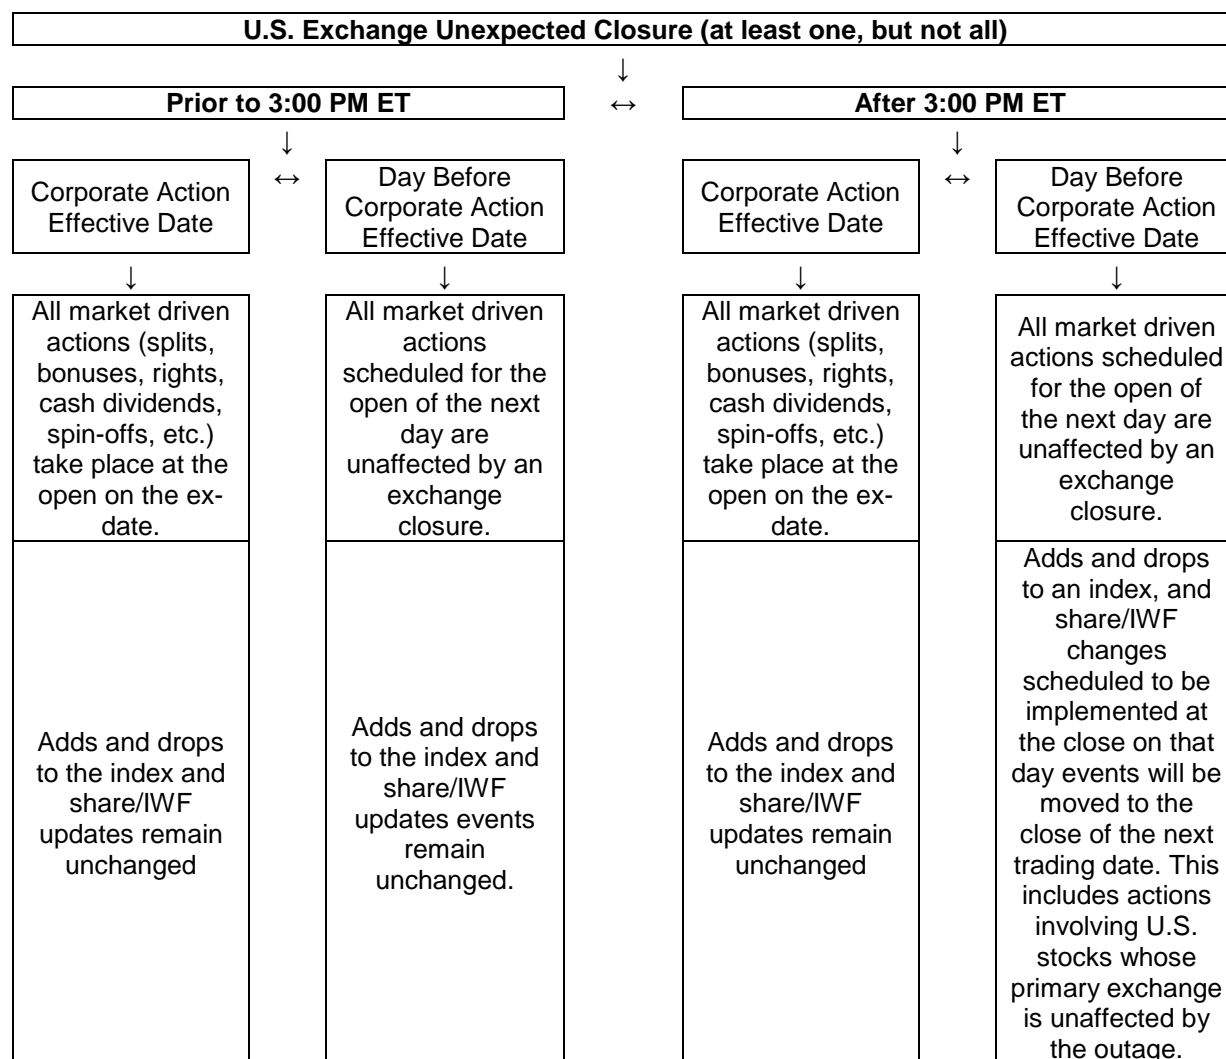 U.S. Exchange Unexpected Closure (at least one, but not all)
↓
Prior to 3:00 PM ET
↔
After 3:00 PM ET
↓
↓
Corporate Action
Effective Date
↔
Day Before
Corporate Action
Effective Date
Corporate Action
Effective Date
↔
Day Before
Corporate Action
Effective Date
↓
↓
↓
↓
All market driven
actions (splits,
bonuses, rights,
cash dividends,
spin-offs, etc.)
take place at the
open on the ex-
date.
All market driven
actions
scheduled for the
open of the next
day are
unaffected by an
exchange
closure.
All market driven
actions (splits,
bonuses, rights,
cash dividends,
spin-offs, etc.)
take place at the
open on the ex-
date.
All market driven
actions scheduled
for the open of
the next day are
unaffected by an
exchange
closure.
Adds and drops
to the index and
share/IWF
updates remain
unchanged
Adds and drops
to the index and
share/IWF
updates events
remain
unchanged.
Adds and drops
to the index and
share/IWF
updates remain
unchanged
Adds and drops
to an index, and
share/IWF
changes
scheduled to be
implemented at
the close on that
day events will be
moved to the
close of the next
trading date. This
includes actions
involving U.S.
stocks whose
primary exchange
is unaffected by
the outage.